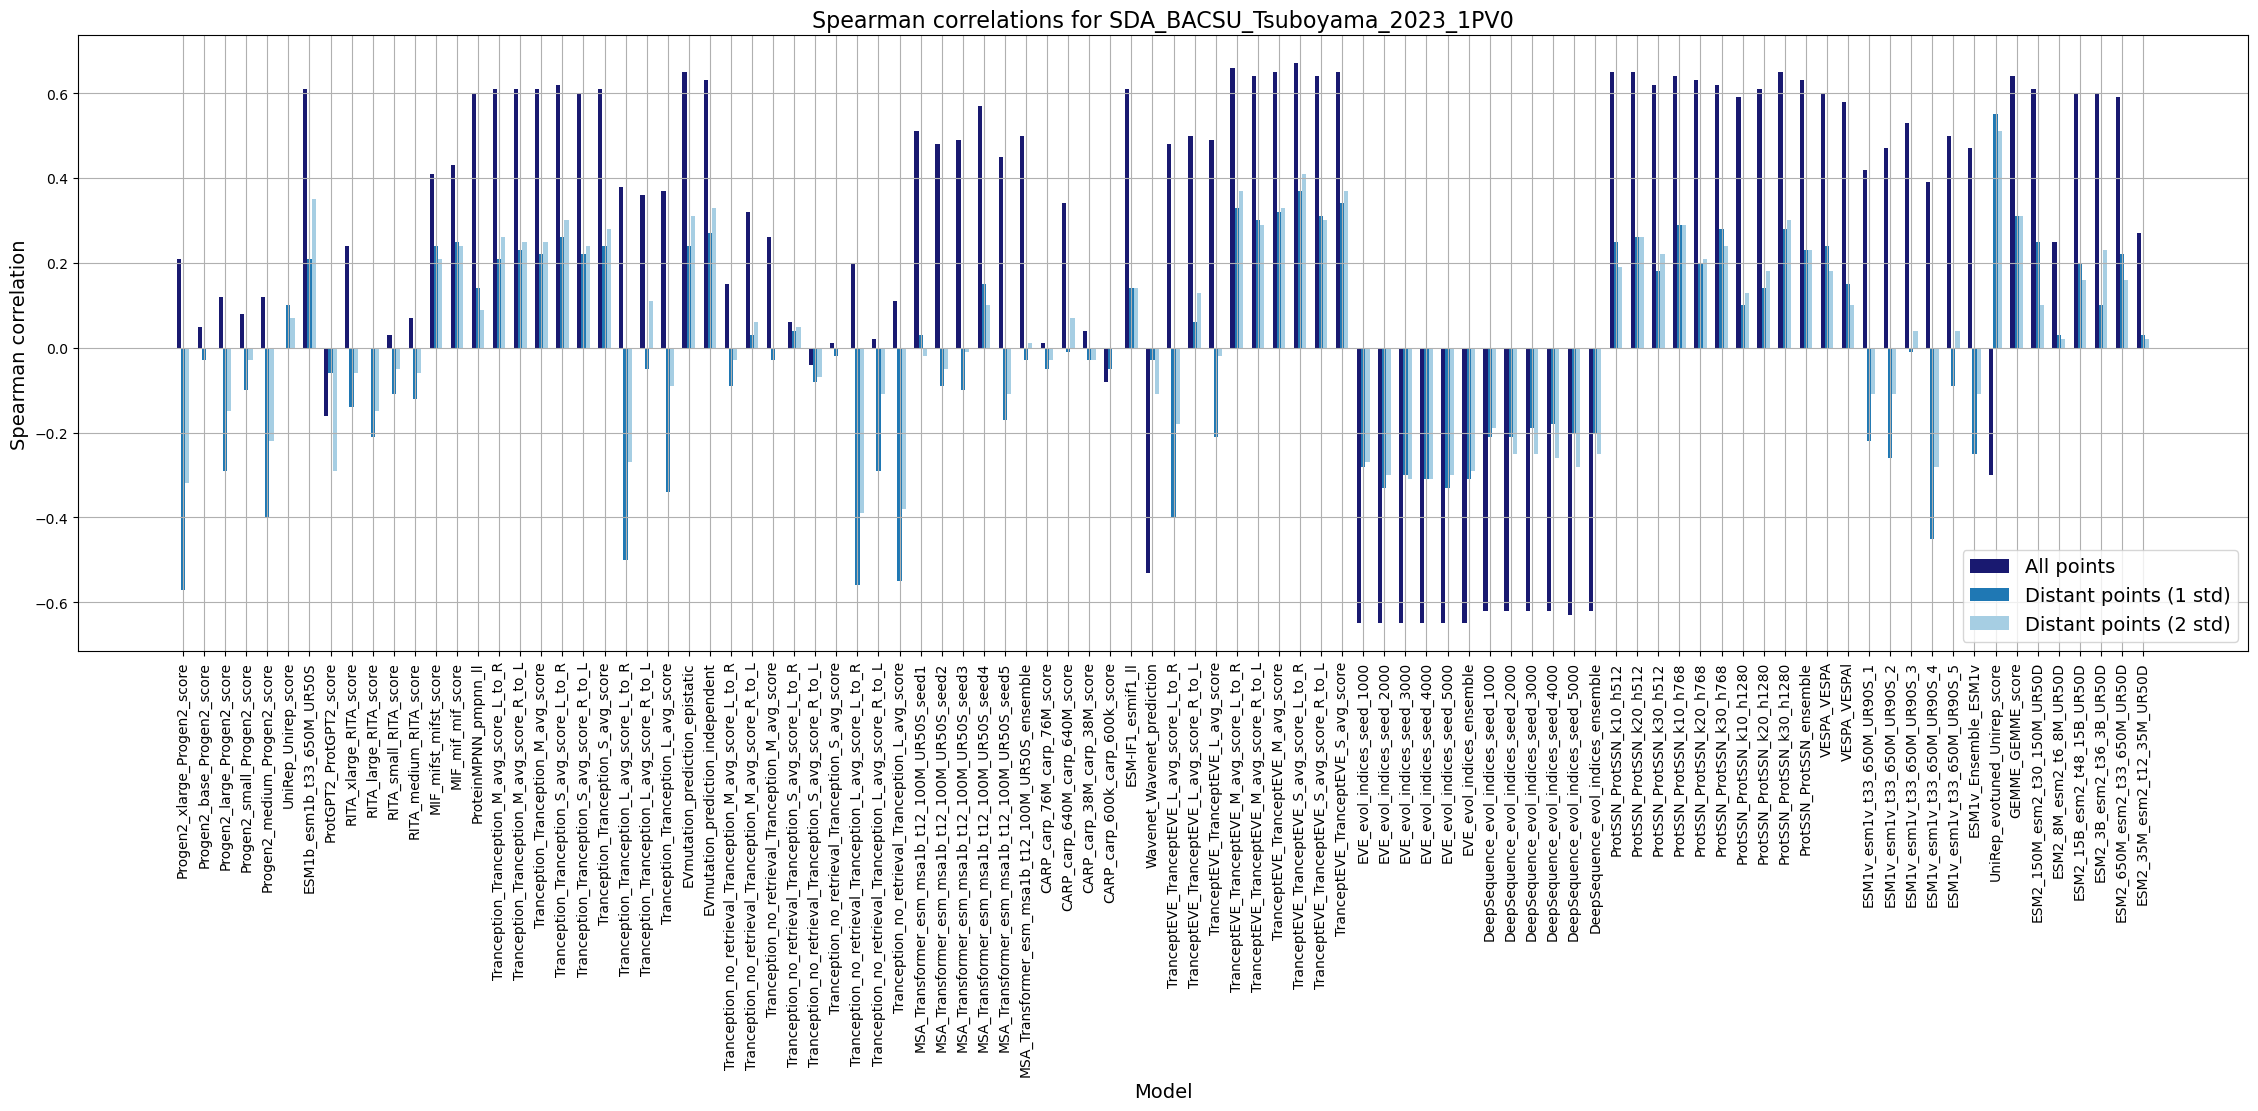 Spearman correlations for SDA_BACSU_Tsuboyama_2023_1PV0
Spearman correlation
0.6
0.4
0.2
0.0
−0.2
−0.4
−0.6
All points
Distant points (1 std)
Distant points (2 std)
Progen2_xlarge_Progen2_score
Progen2_base_Progen2_score
Progen2_large_Progen2_score
Progen2_small_Progen2_score
Progen2_medium_Progen2_score
UniRep_Unirep_score
ESM1b_esm1b_t33_650M_UR50S
ProtGPT2_ProtGPT2_score
RITA_xlarge_RITA_score
RITA_large_RITA_score
RITA_small_RITA_score
RITA_medium_RITA_score
MIF_mifst_mifst_score
MIF_mif_mif_score
ProteinMPNN_pmpnn_ll
Tranception_Tranception_M_avg_score_L_to_R
Tranception_Tranception_M_avg_score_R_to_L
Tranception_Tranception_M_avg_score
Tranception_Tranception_S_avg_score_L_to_R
Tranception_Tranception_S_avg_score_R_to_L
Tranception_Tranception_S_avg_score
Tranception_Tranception_L_avg_score_L_to_R
Tranception_Tranception_L_avg_score_R_to_L
Tranception_Tranception_L_avg_score
EVmutation_prediction_epistatic
EVmutation_prediction_independent
Tranception_no_retrieval_Tranception_M_avg_score_L_to_R
Tranception_no_retrieval_Tranception_M_avg_score_R_to_L
Tranception_no_retrieval_Tranception_M_avg_score
Tranception_no_retrieval_Tranception_S_avg_score_L_to_R
Tranception_no_retrieval_Tranception_S_avg_score_R_to_L
Tranception_no_retrieval_Tranception_S_avg_score
Tranception_no_retrieval_Tranception_L_avg_score_L_to_R
Tranception_no_retrieval_Tranception_L_avg_score_R_to_L
Tranception_no_retrieval_Tranception_L_avg_score
MSA_Transformer_esm_msa1b_t12_100M_UR50S_seed1
MSA_Transformer_esm_msa1b_t12_100M_UR50S_seed2
MSA_Transformer_esm_msa1b_t12_100M_UR50S_seed3
MSA_Transformer_esm_msa1b_t12_100M_UR50S_seed4
MSA_Transformer_esm_msa1b_t12_100M_UR50S_seed5
MSA_Transformer_esm_msa1b_t12_100M_UR50S_ensemble
CARP_carp_76M_carp_76M_score
CARP_carp_640M_carp_640M_score
CARP_carp_38M_carp_38M_score
CARP_carp_600k_carp_600k_score
ESM-IF1_esmif1_ll
Wavenet_Wavenet_prediction
TranceptEVE_TranceptEVE_L_avg_score_L_to_R
TranceptEVE_TranceptEVE_L_avg_score_R_to_L
TranceptEVE_TranceptEVE_L_avg_score
TranceptEVE_TranceptEVE_M_avg_score_L_to_R
TranceptEVE_TranceptEVE_M_avg_score_R_to_L
TranceptEVE_TranceptEVE_M_avg_score
TranceptEVE_TranceptEVE_S_avg_score_L_to_R
TranceptEVE_TranceptEVE_S_avg_score_R_to_L
TranceptEVE_TranceptEVE_S_avg_score
EVE_evol_indices_seed_1000
EVE_evol_indices_seed_2000
EVE_evol_indices_seed_3000
EVE_evol_indices_seed_4000
EVE_evol_indices_seed_5000
EVE_evol_indices_ensemble
DeepSequence_evol_indices_seed_1000
DeepSequence_evol_indices_seed_2000
DeepSequence_evol_indices_seed_3000
DeepSequence_evol_indices_seed_4000
DeepSequence_evol_indices_seed_5000
DeepSequence_evol_indices_ensemble
ProtSSN_ProtSSN_k10_h512
ProtSSN_ProtSSN_k20_h512
ProtSSN_ProtSSN_k30_h512
ProtSSN_ProtSSN_k10_h768
ProtSSN_ProtSSN_k20_h768
ProtSSN_ProtSSN_k30_h768
ProtSSN_ProtSSN_k10_h1280
ProtSSN_ProtSSN_k20_h1280
ProtSSN_ProtSSN_k30_h1280
ProtSSN_ProtSSN_ensemble
VESPA_VESPA
VESPA_VESPAl
ESM1v_esm1v_t33_650M_UR90S_1
ESM1v_esm1v_t33_650M_UR90S_2
ESM1v_esm1v_t33_650M_UR90S_3
ESM1v_esm1v_t33_650M_UR90S_4
ESM1v_esm1v_t33_650M_UR90S_5
ESM1v_Ensemble_ESM1v
UniRep_evotuned_Unirep_score
GEMME_GEMME_score
ESM2_150M_esm2_t30_150M_UR50D
ESM2_8M_esm2_t6_8M_UR50D
ESM2_15B_esm2_t48_15B_UR50D
ESM2_3B_esm2_t36_3B_UR50D
ESM2_650M_esm2_t33_650M_UR50D
ESM2_35M_esm2_t12_35M_UR50D
Model